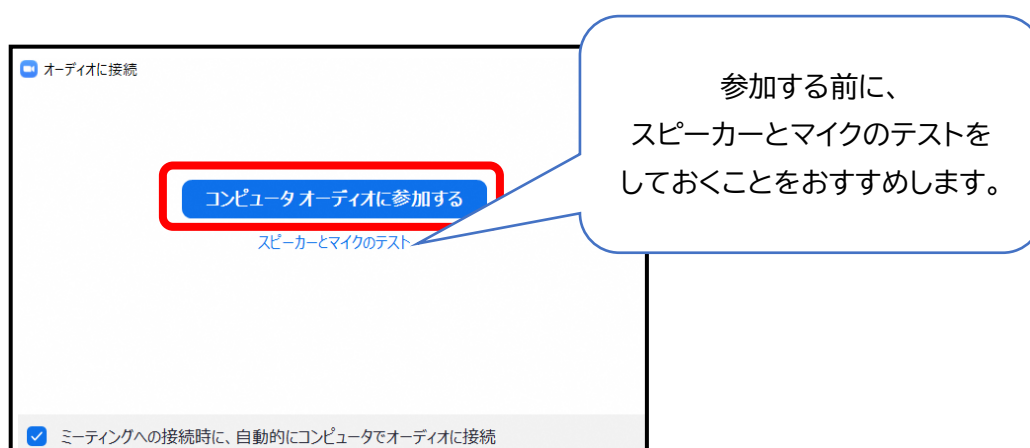 オーディオに接続
参加する前に、
スピーカーとマイクのテストを
しておくことをおすすめします。
コンピュータ オーディオに参加する
スピーカーとマイクのテスト
ミーティングへの接続時に、自動的にコンピュータでオーディオに接続